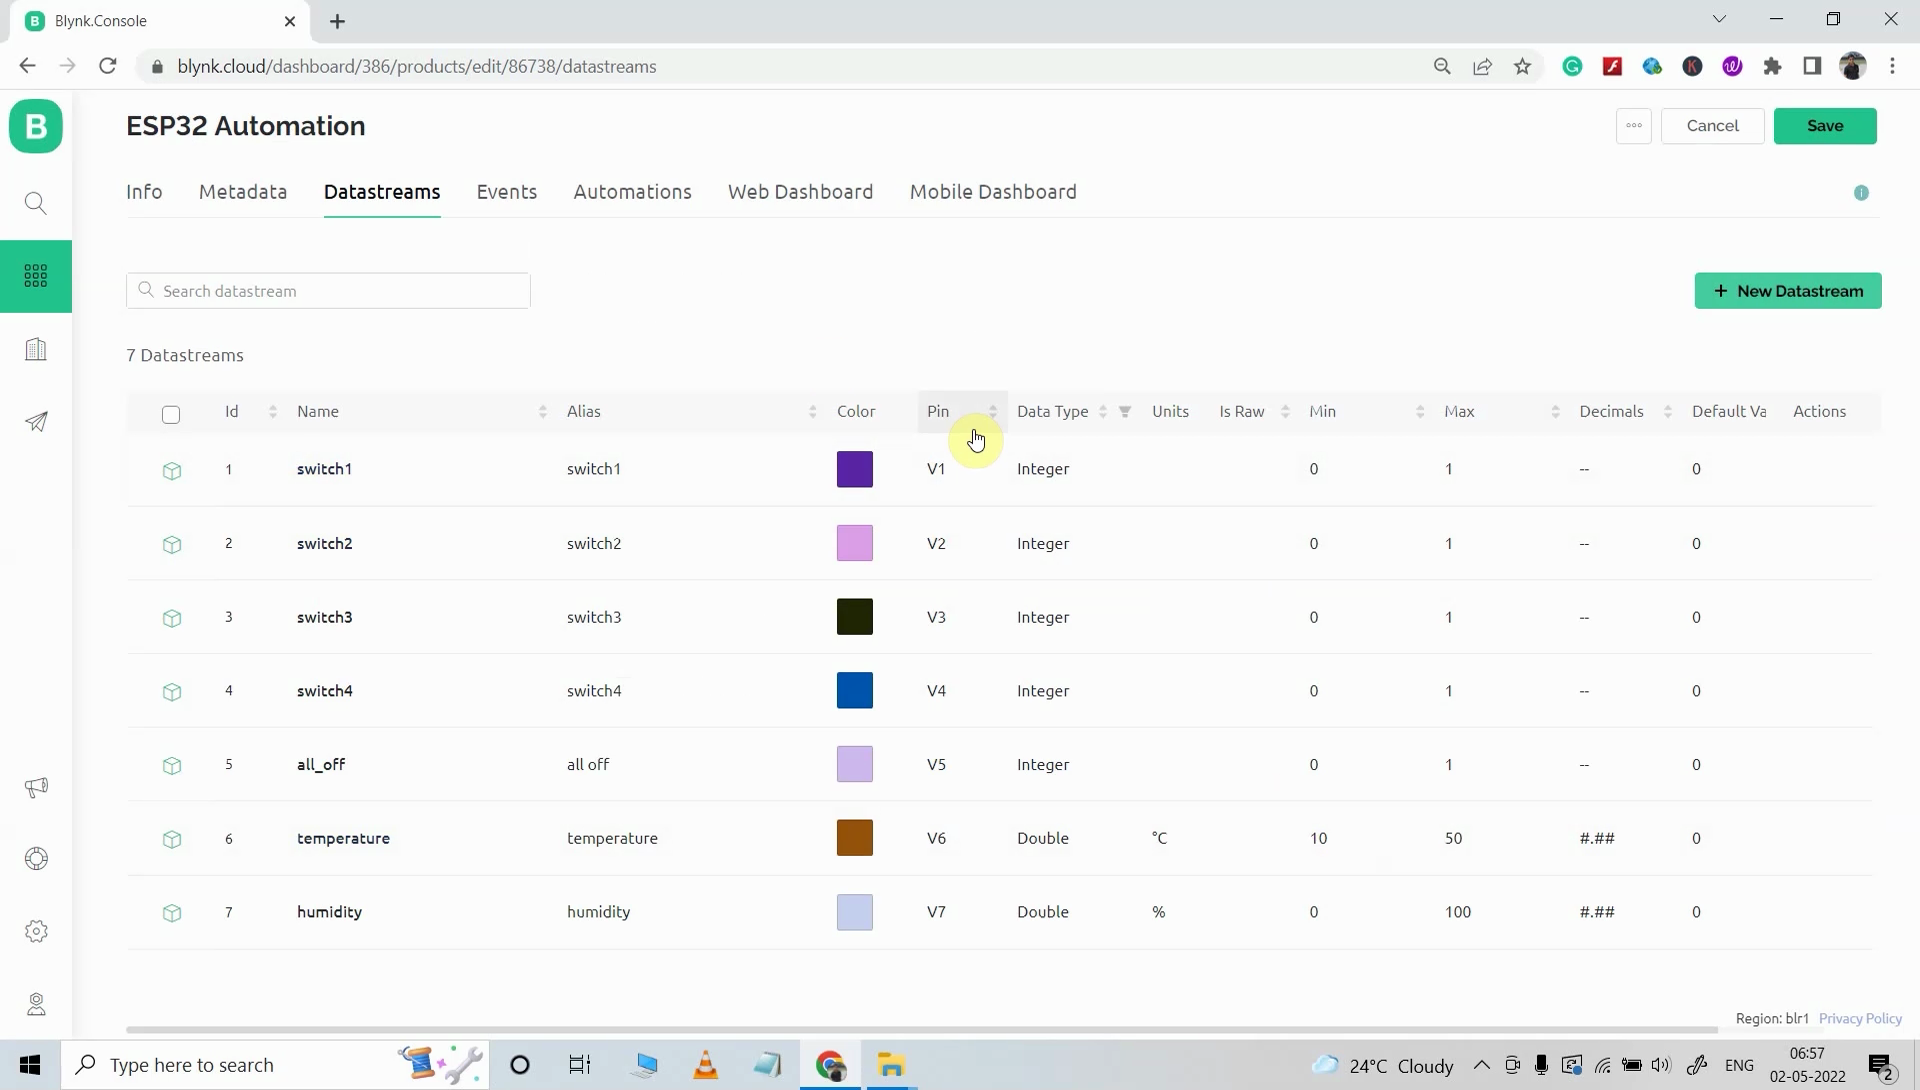 Blynk.Console
blynk.cloud/dashboard/386/products/edit/86738/datastreams
B
ESP32 Automation
Cancel
Save
Info
Metadata
Datastreams
Events
Automations
Web Dashboard
Mobile Dashboard
Search datastream
+ New Datastream
7 Datastreams
Id Name Alias Color Pin Data Type Units Is Raw Min Max Decimals Default Va Actions
1 switch1 switch1 V1 Integer 0 1 -- 0
2 switch2 switch2 V2 Integer 0 1 -- 0
3 switch3 switch3 V3 Integer 0 1 -- 0
4 switch4 switch4 V4 Integer 0 1 -- 0
5 all_off all off V5 Integer 0 1 -- 0
6 temperature temperature V6 Double °C 10 50 #.## 0
7 humidity humidity V7 Double % 0 100 #.## 0
Region: blr1 Privacy Policy
Type here to search
24°C Cloudy
ENG
06:57
02-05-2022
2